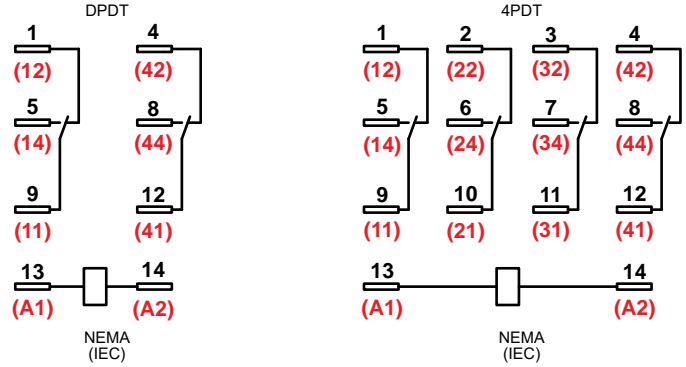 DPDT
1 4
(12) (42)
5 8
(14) (44)
9 12
(11) (41)
13 14
(A1) (A2)
NEMA
(IEC)
4PDT
1 2 3 4
(12) (22) (32) (42)
5 6 7 8
(14) (24) (34) (44)
9 10 11 12
(11) (21) (31) (41)
13 14
(A1) (A2)
NEMA
(IEC)